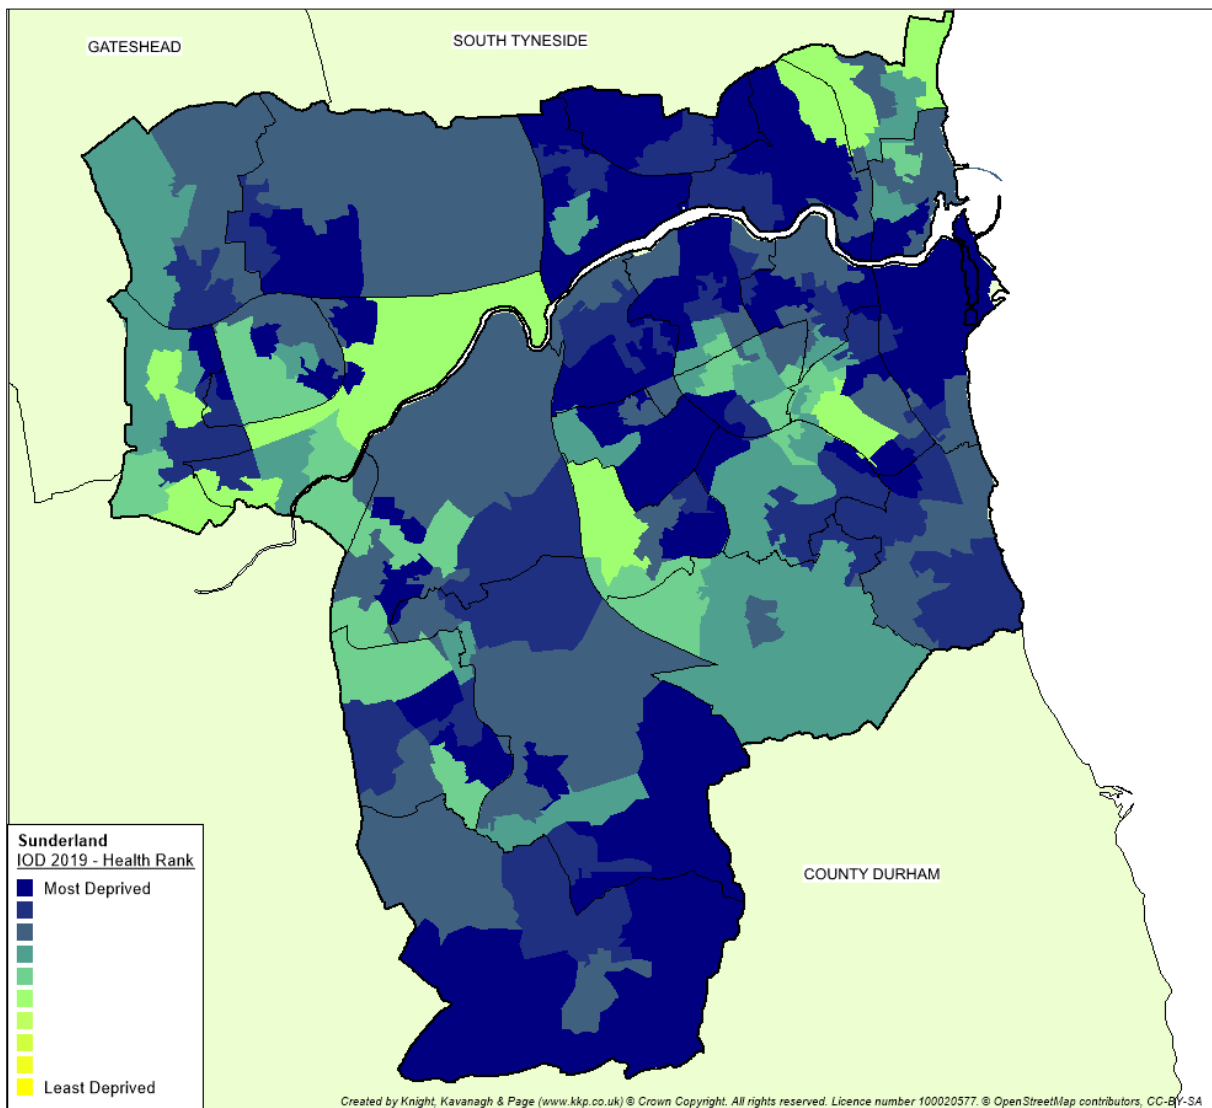 GATESHEAD
SOUTH TYNESIDE
COUNTY DURHAM
Sunderland
IOD 2019 - Health Rank
Most Deprived
Least Deprived
Created by Knight, Kavanagh & Page (www.kkp.co.uk) © Crown Copyright. All rights reserved. Licence number 100020577. © OpenStreetMap contributors, CC-BY-SA